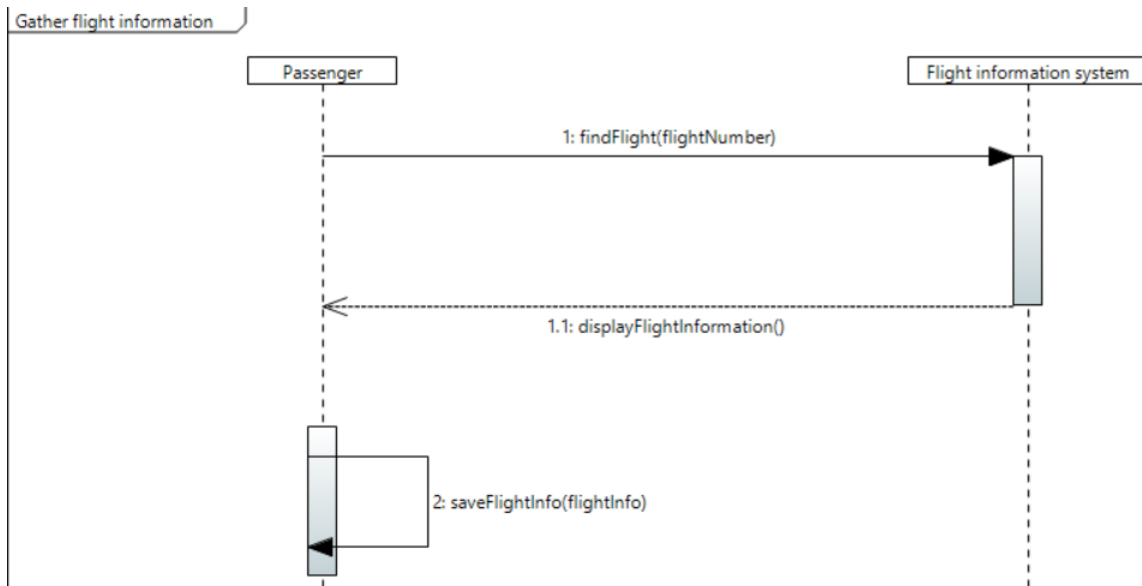 Gather flight information
Passenger
Flight information system
1: findFlight(flightNumber)
1.1: displayFlightInformation()
2: saveFlightInfo(flightInfo)